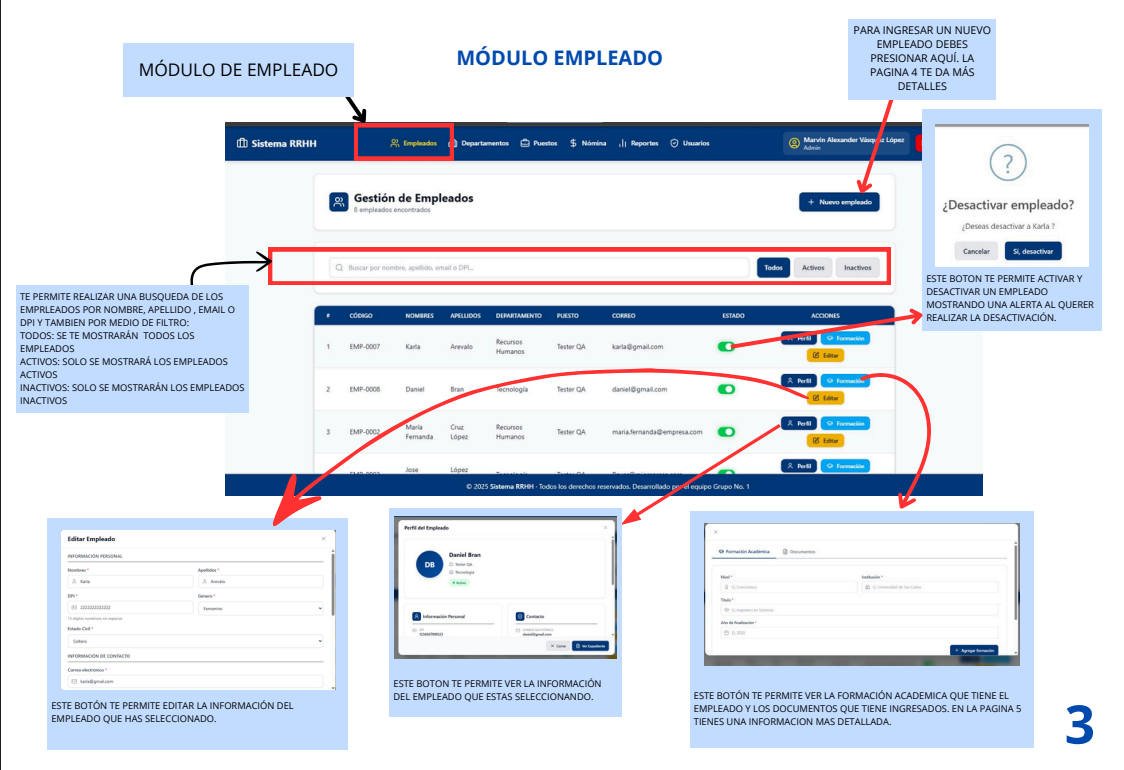 MÓDULO DE EMPLEADO
MÓDULO EMPLEADO
PARA INGRESAR UN NUEVO
EMPLEADO DEBES
PRESIONAR AQUÍ. LA
PAGINA 4 TE DA MÁS
DETALLES
Sistema RRHH
Empleados
Departamentos
Puestos
Nómina
Reportes
Usuarios
Marvin Alexander Vásquez López
Admin
Gestión de Empleados
8 empleados encontrados
+ Nuevo empleado
Buscar por nombre, apellido, email o DPI...
Todos
Activos
Inactivos
¿Desactivar empleado?
¿Deseas desactivar a Karla ?
Cancelar
Sí, desactivar
ESTE BOTON TE PERMITE ACTIVAR Y
DESACTIVAR UN EMPLEADO
MOSTRANDO UNA ALERTA AL QUERER
REALIZAR LA DESACTIVACIÓN.
TE PERMITE REALIZAR UNA BUSQUEDA DE LOS
EMPRLEADOS POR NOMBRE, APELLIDO , EMAIL O
DPI Y TAMBIEN POR MEDIO DE FILTRO:
TODOS: SE TE MOSTRARÁN TODOS LOS
EMPLEADOS
ACTIVOS: SOLO SE MOSTRARÁ LOS EMPLEADOS
ACTIVOS
INACTIVOS: SOLO SE MOSTRARÁN LOS EMPLEADOS
INACTIVOS
# CÓDIGO NOMBRES APELLIDOS DEPARTAMENTO PUESTO CORREO ESTADO ACCIONES
1 EMP-0007 Karla Arevalo Recursos Humanos Tester QA karla@gmail.com Perfil Formación Editar
2 EMP-0008 Daniel Bran Tecnología Tester QA daniel@gmail.com Perfil Formación Editar
3 EMP-0002 María Fernanda Cruz López Recursos Humanos Tester QA maria.fernanda@empresa.com Perfil Formación Editar
Jose López Perfil Formación
© 2025 Sistema RRHH - Todos los derechos reservados. Desarrollado por el equipo Grupo No. 1
Editar Empleado
INFORMACIÓN PERSONAL
Nombres * Apellidos *
Karla Arevalo
DPI * Género *
2222222222222 Femenino
13 dígitos numéricos sin espacios
Estado Civil *
Soltero
INFORMACIÓN DE CONTACTO
Correo electrónico *
karla@gmail.com
ESTE BOTÓN TE PERMITE EDITAR LA INFORMACIÓN DEL
EMPLEADO QUE HAS SELECCIONADO.
Perfil del Empleado
DB
Daniel Bran
Tester QA
Tecnología
Activo
Información Personal
Contacto
DPI
daniel@gmail.com
Cerrar
Ver Expediente
ESTE BOTON TE PERMITE VER LA INFORMACIÓN
DEL EMPLEADO QUE ESTAS SELECCIONANDO.
Formación Académica
Documentos
Nivel * Institución *
Ej. Licenciatura Ej. Universidad de San Carlos
Título *
Ej. Ingeniero en Sistemas
Año de finalización *
Ej. 2020
+ Agregar formación
ESTE BOTÓN TE PERMITE VER LA FORMACIÓN ACADEMICA QUE TIENE EL
EMPLEADO Y LOS DOCUMENTOS QUE TIENE INGRESADOS. EN LA PAGINA 5
TIENES UNA INFORMACION MAS DETALLADA.
3